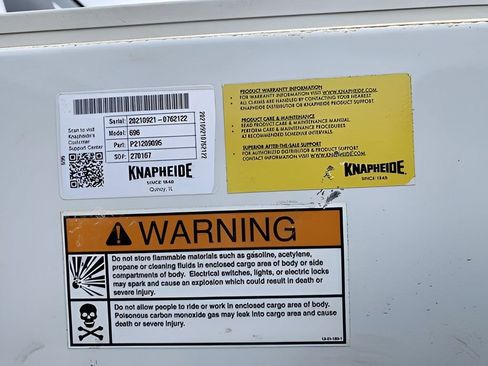 Scan to visit
Knapheide's
Customer
Support Center
Serial: 20210921-0762122
Model: 696
Part: P21209095
SO#: 270167
KNAPHEIDE
SINCE 1848
Quincy, IL
202109210762122
PRODUCT WARRANTY INFORMATION
FOR WARRANTY INFORMATION VISIT WWW.KNAPHEIDE.COM
ALL CLAIMS ARE HANDLED BY CONTACTING YOUR NEAREST
KNAPHEIDE DISTRIBUTOR OR KNAPHEIDE PRODUCT SUPPORT.
PRODUCT CARE & MAINTENANCE
READ PRODUCT CARE & MAINTENANCE MANUAL.
PERFORM CARE & MAINTENANCE PROCEDURES
AT RECOMMENDED SCHEDULE INTERVALS.
SUPERIOR AFTER-THE-SALE SUPPORT
FOR AUTHORIZED DISTRIBUTOR & PRODUCT SUPPORT
CONTACT INFORMATION VISIT WWW.KNAPHEIDE.COM
KNAPHEIDE
SINCE 1848
WARNING
Do not store flammable materials such as gasoline, acetylene,
propane or cleaning fluids in enclosed cargo area of body or side
compartments of body. Electrical switches, lights, or electric locks
may spark and cause an explosion which could result in death or
severe injury.
Do not allow people to ride or work in enclosed cargo area of body.
Poisonous carbon monoxide gas may leak into cargo area and cause
death or severe injury.